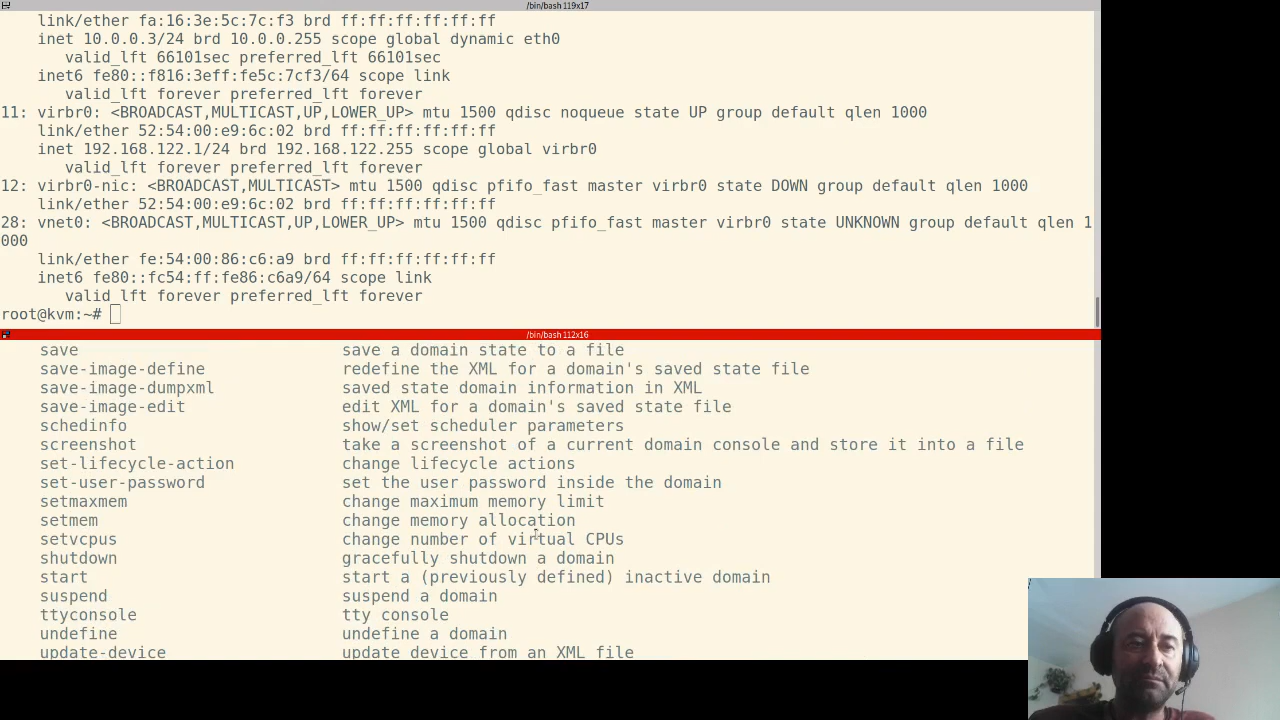 /bin/bash 119x17
    link/ether fa:16:3e:5c:7c:f3 brd ff:ff:ff:ff:ff:ff
    inet 10.0.0.3/24 brd 10.0.0.255 scope global dynamic eth0
       valid_lft 66101sec preferred_lft 66101sec
    inet6 fe80::f816:3eff:fe5c:7cf3/64 scope link
       valid_lft forever preferred_lft forever
11: virbr0: <BROADCAST,MULTICAST,UP,LOWER_UP> mtu 1500 qdisc noqueue state UP group default qlen 1000
    link/ether 52:54:00:e9:6c:02 brd ff:ff:ff:ff:ff:ff
    inet 192.168.122.1/24 brd 192.168.122.255 scope global virbr0
       valid_lft forever preferred_lft forever
12: virbr0-nic: <BROADCAST,MULTICAST> mtu 1500 qdisc pfifo_fast master virbr0 state DOWN group default qlen 1000
    link/ether 52:54:00:e9:6c:02 brd ff:ff:ff:ff:ff:ff
28: vnet0: <BROADCAST,MULTICAST,UP,LOWER_UP> mtu 1500 qdisc pfifo_fast master virbr0 state UNKNOWN group default qlen 1
000
    link/ether fe:54:00:86:c6:a9 brd ff:ff:ff:ff:ff:ff
    inet6 fe80::fc54:ff:fe86:c6a9/64 scope link
       valid_lft forever preferred_lft forever
root@kvm:~#
/bin/bash 112x16
save save a domain state to a file
save-image-define redefine the XML for a domain's saved state file
save-image-dumpxml saved state domain information in XML
save-image-edit edit XML for a domain's saved state file
schedinfo show/set scheduler parameters
screenshot take a screenshot of a current domain console and store it into a file
set-lifecycle-action change lifecycle actions
set-user-password set the user password inside the domain
setmaxmem change maximum memory limit
setmem change memory allocation
setvcpus change number of virtual CPUs
shutdown gracefully shutdown a domain
start start a (previously defined) inactive domain
suspend suspend a domain
ttyconsole tty console
undefine undefine a domain
update-device update device from an XML file